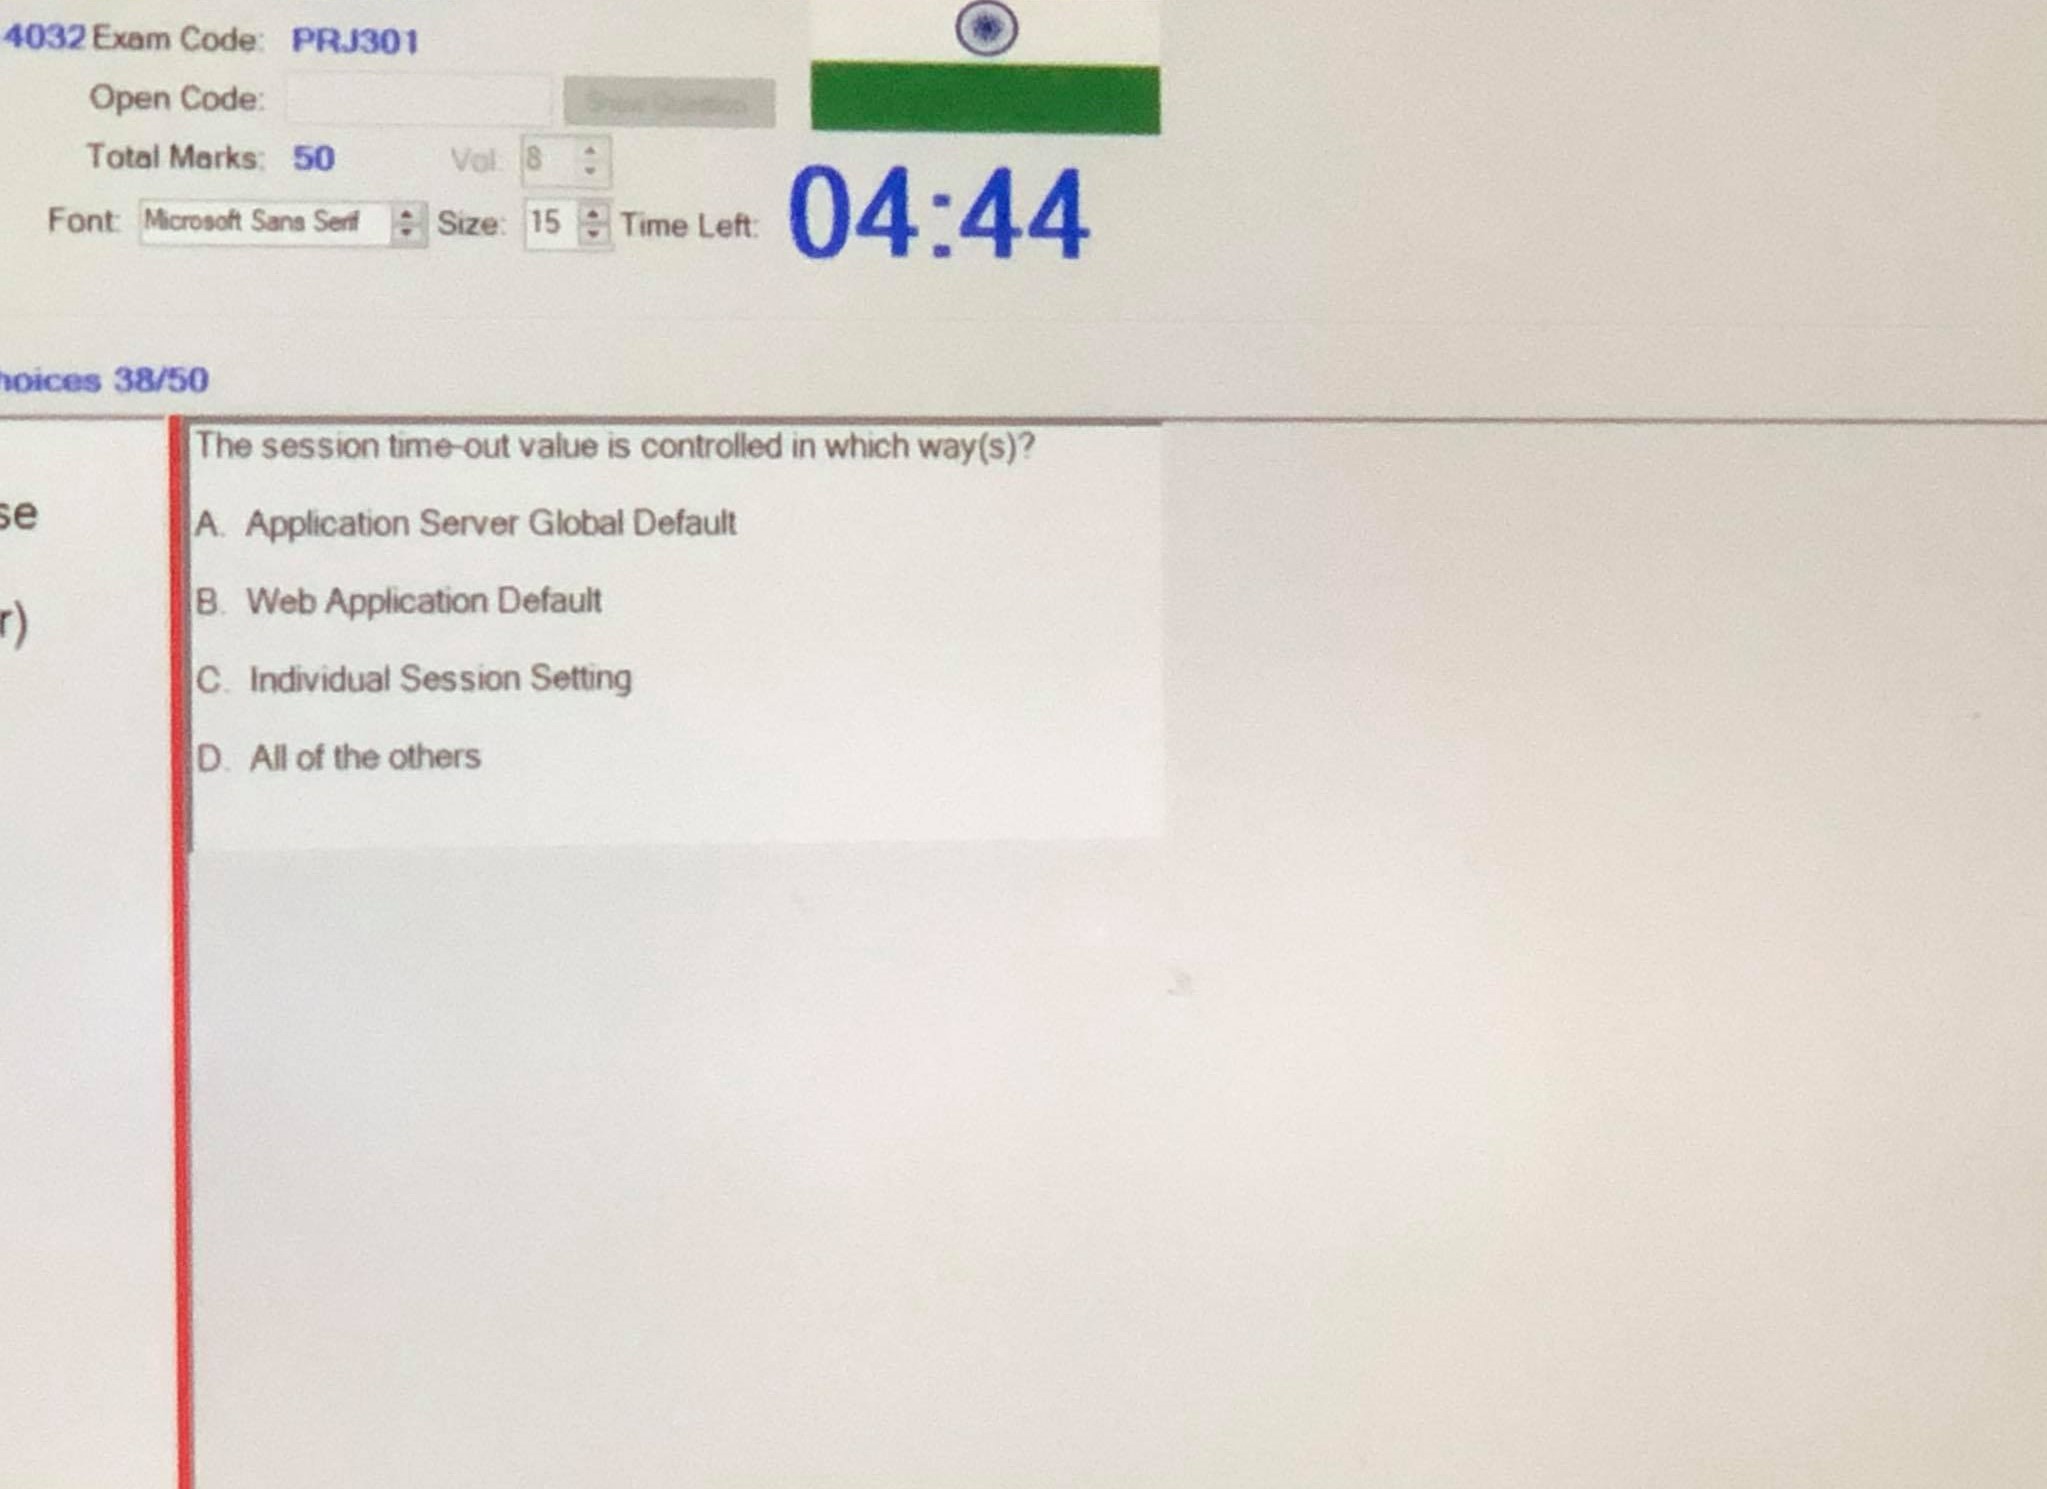 4032 Exam Code: PRJ301
Open Code:
Show Question
Total Marks: 50 Vol: 8
Font: Microsoft Sans Serif Size: 15 Time Left: 04:44
hoices 38/50
se
r)
The session time-out value is controlled in which way(s)?
A. Application Server Global Default
B. Web Application Default
C. Individual Session Setting
D. All of the others